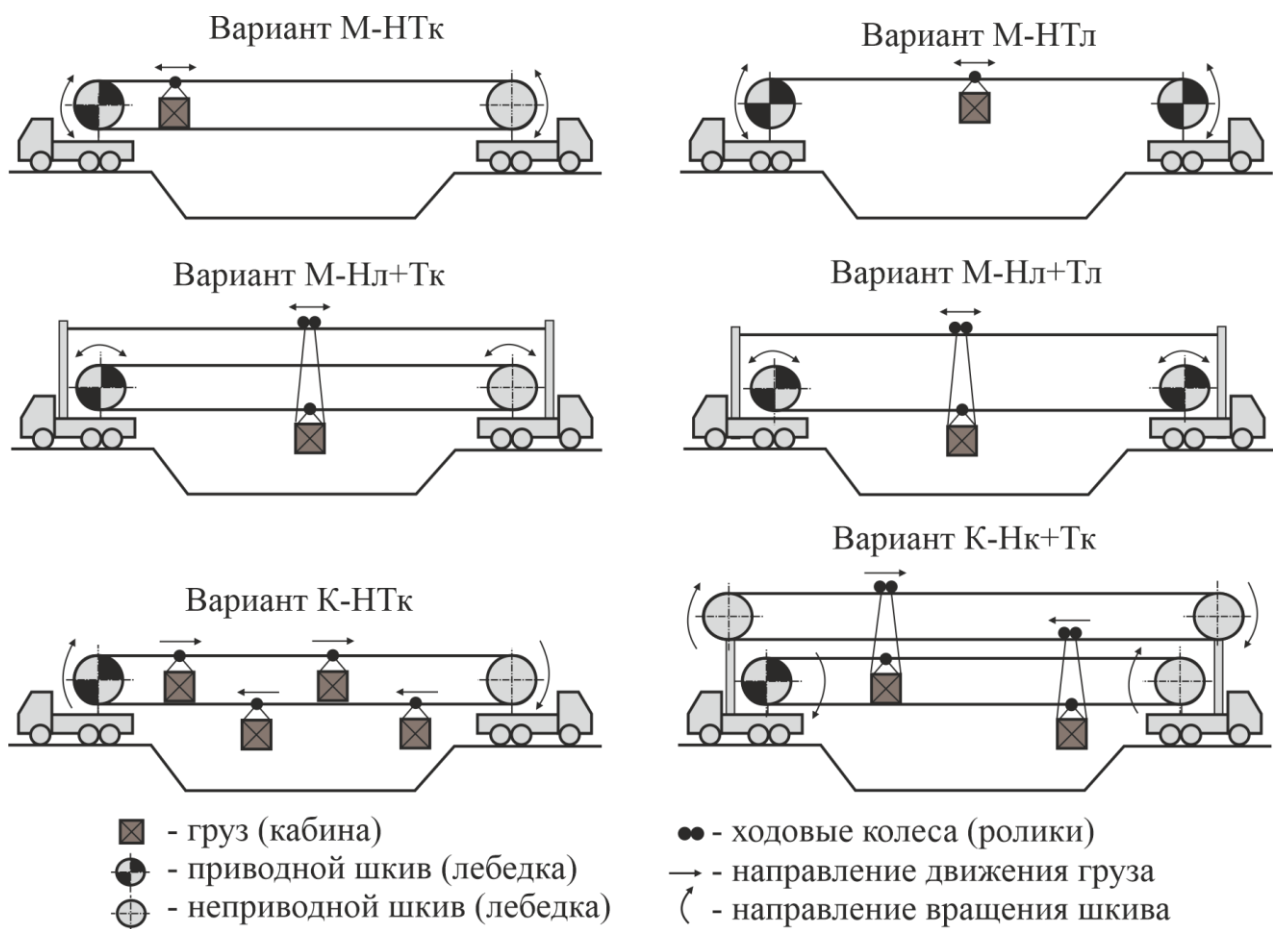 Вариант М-НТк
Вариант М-НТл
Вариант М-Нл+Тк
Вариант М-Нл+Тл
Вариант К-НТк
Вариант К-Нк+Тк
- груз (кабина)
- приводной шкив (лебедка)
- неприводной шкив (лебедка)
- ходовые колеса (ролики)
- направление движения груза
- направление вращения шкива